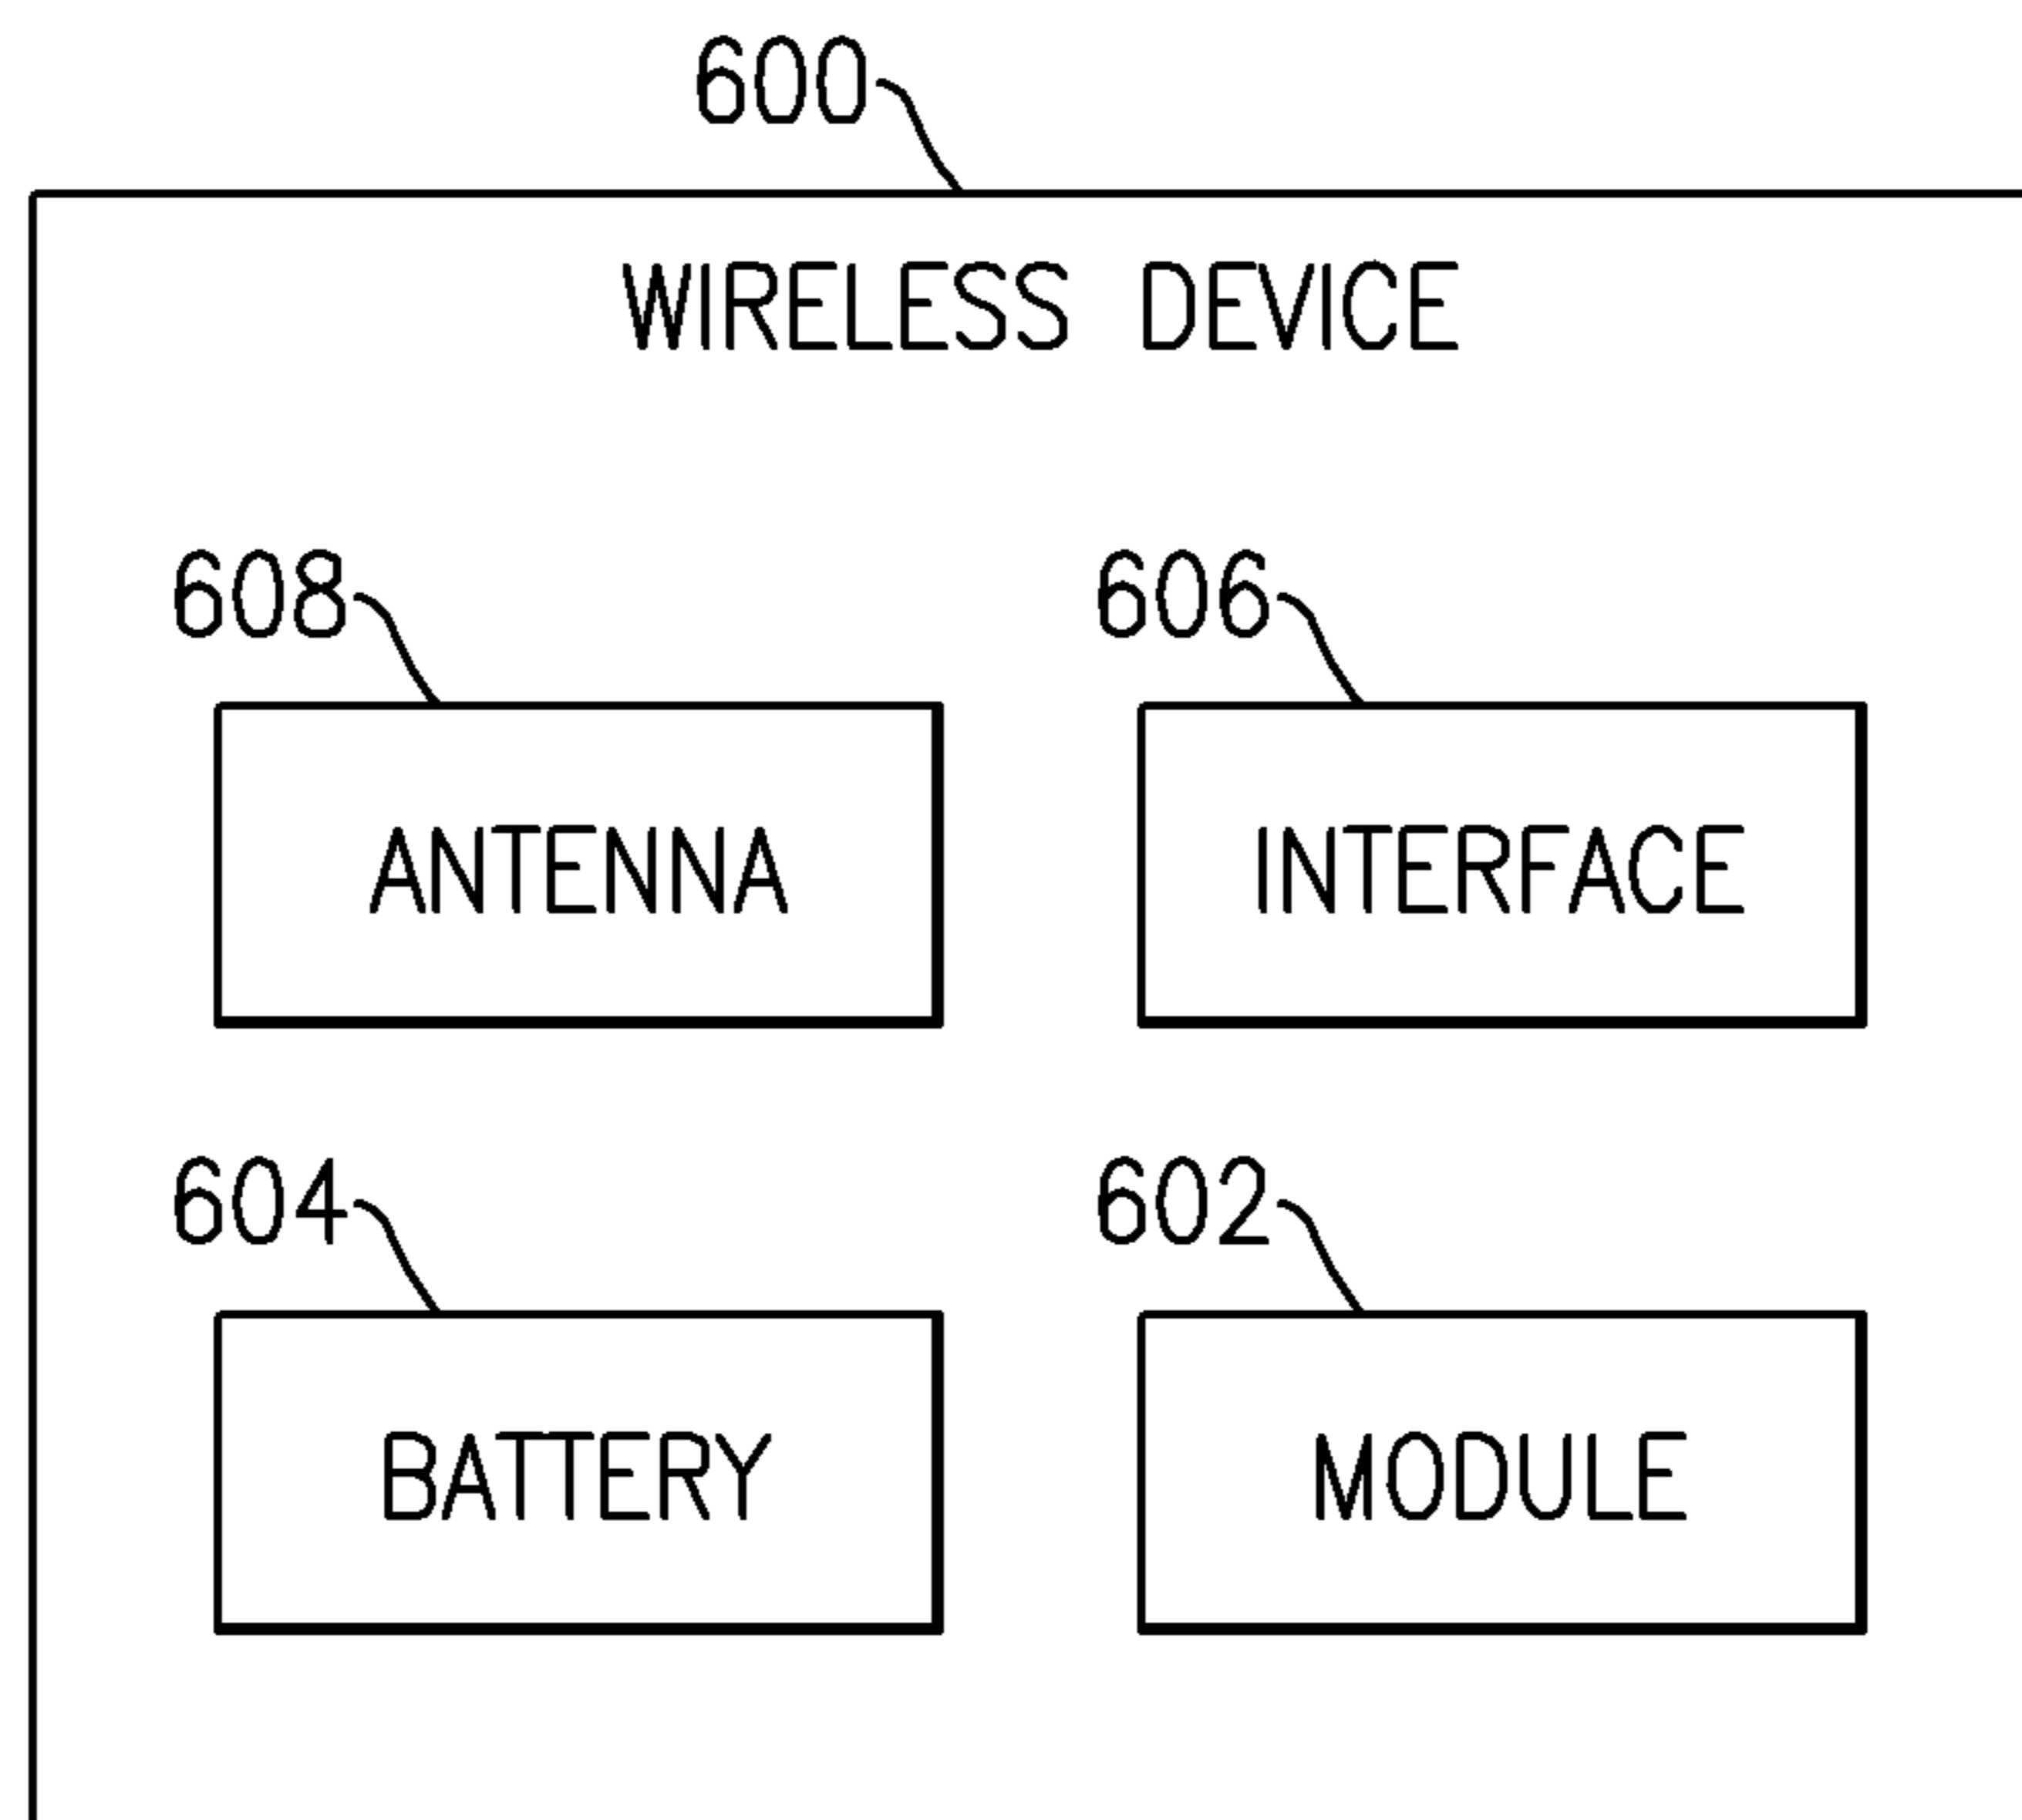 600
WIRELESS DEVICE
608 606
ANTENNA INTERFACE
604 602
BATTERY MODULE